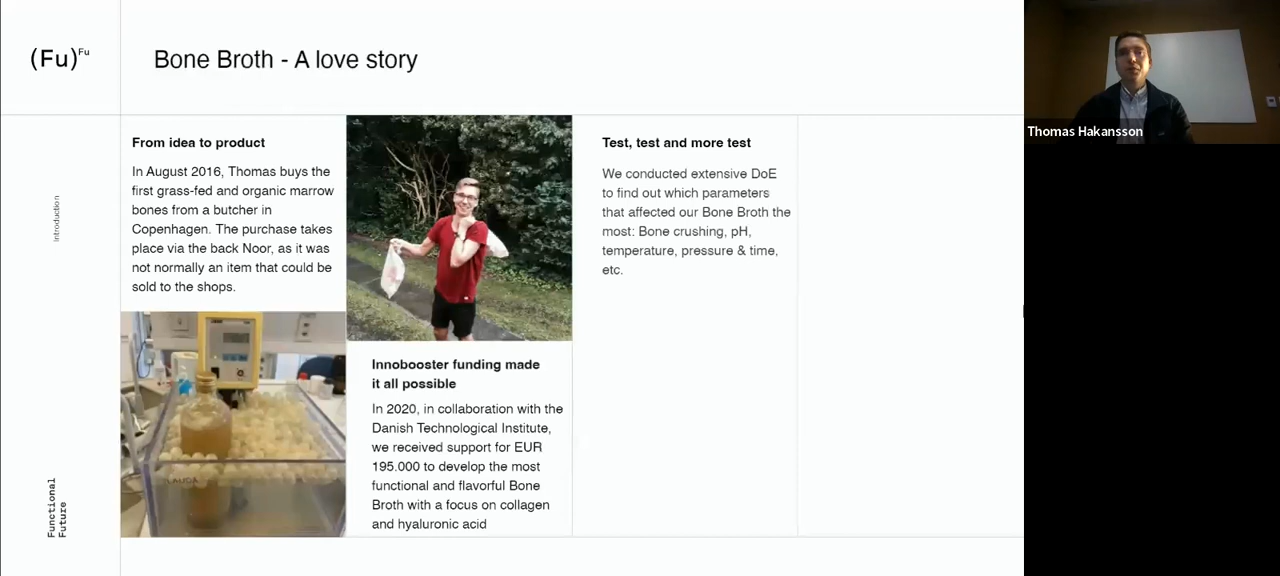 (Fu)Fu
Bone Broth - A love story
Introduction
Functional
Future
From idea to product
In August 2016, Thomas buys the
first grass-fed and organic marrow
bones from a butcher in
Copenhagen. The purchase takes
place via the back Noor, as it was
not normally an item that could be
sold to the shops.
LAUDA
Innobooster funding made
it all possible
In 2020, in collaboration with the
Danish Technological Institute,
we received support for EUR
195.000 to develop the most
functional and flavorful Bone
Broth with a focus on collagen
and hyaluronic acid
Test, test and more test
We conducted extensive DoE
to find out which parameters
that affected our Bone Broth the
most: Bone crushing, pH,
temperature, pressure & time,
etc.
Thomas Hakansson